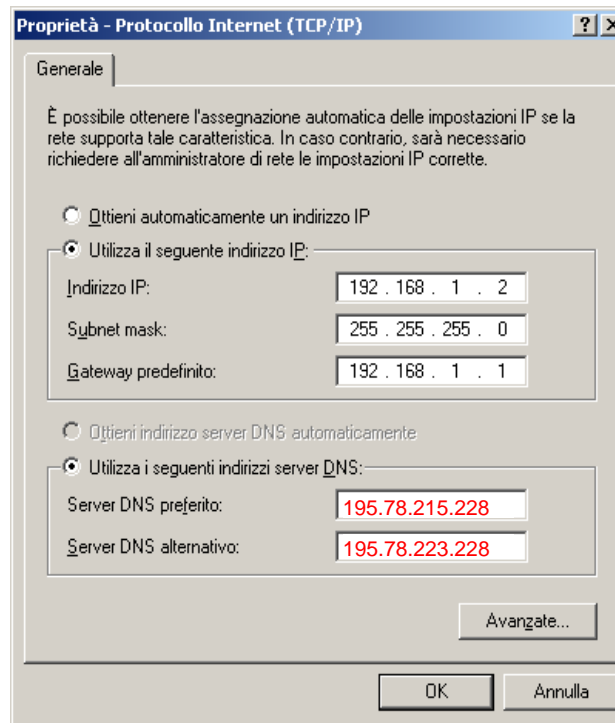 Proprietà - Protocollo Internet (TCP/IP)
Generale
È possibile ottenere l'assegnazione automatica delle impostazioni IP se la
rete supporta tale caratteristica. In caso contrario, sarà necessario
richiedere all'amministratore di rete le impostazioni IP corrette.
Ottieni automaticamente un indirizzo IP
Utilizza il seguente indirizzo IP:
Indirizzo IP: 192 . 168 . 1 . 2
Subnet mask: 255 . 255 . 255 . 0
Gateway predefinito: 192 . 168 . 1 . 1
Ottieni indirizzo server DNS automaticamente
Utilizza i seguenti indirizzi server DNS:
Server DNS preferito: 195.78.215.228
Server DNS alternativo: 195.78.223.228
Avanzate...
OK Annulla